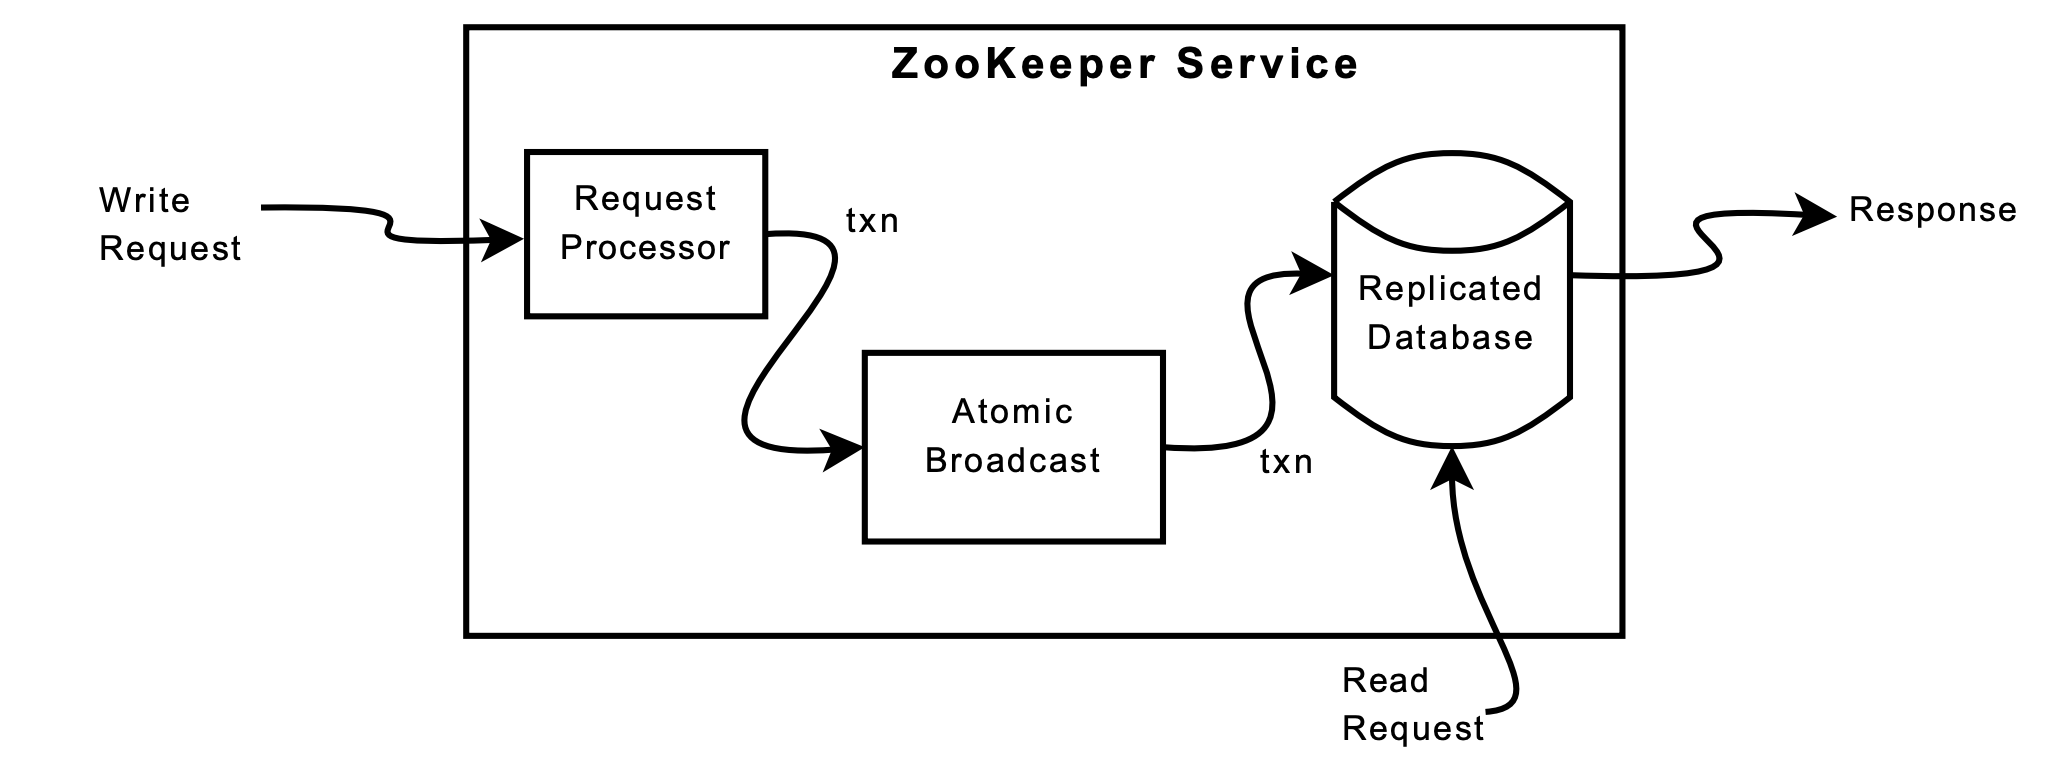 ZooKeeper Service
Write
Request
Request
Processor
txn
Atomic
Broadcast
txn
Replicated
Database
Response
Read
Request